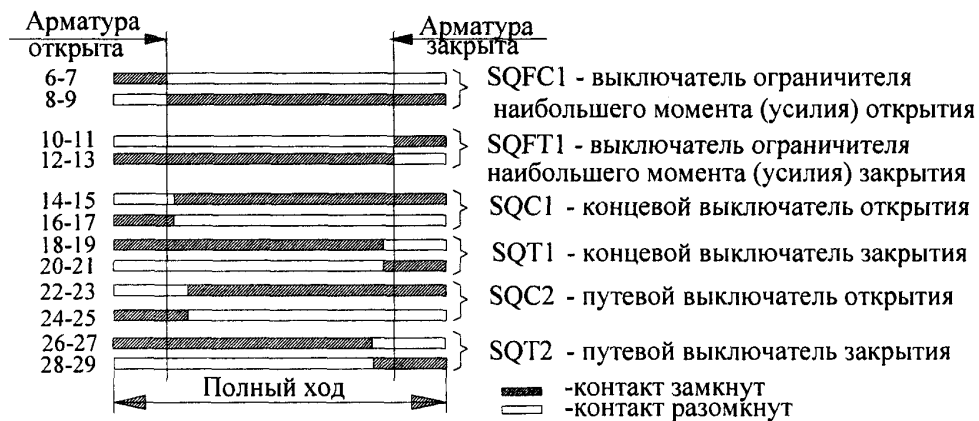 Арматура открыта
Арматура закрыта
6-7
8-9
SQFC1 - выключатель ограничителя
наибольшего момента (усилия) открытия
10-11
12-13
SQFT1 - выключатель ограничителя
наибольшего момента (усилия) закрытия
14-15
16-17
SQC1 - концевой выключатель открытия
18-19
20-21
SQT1 - концевой выключатель закрытия
22-23
24-25
SQC2 - путевой выключатель открытия
26-27
28-29
SQT2 - путевой выключатель закрытия
Полный ход
-контакт замкнут
-контакт разомкнут